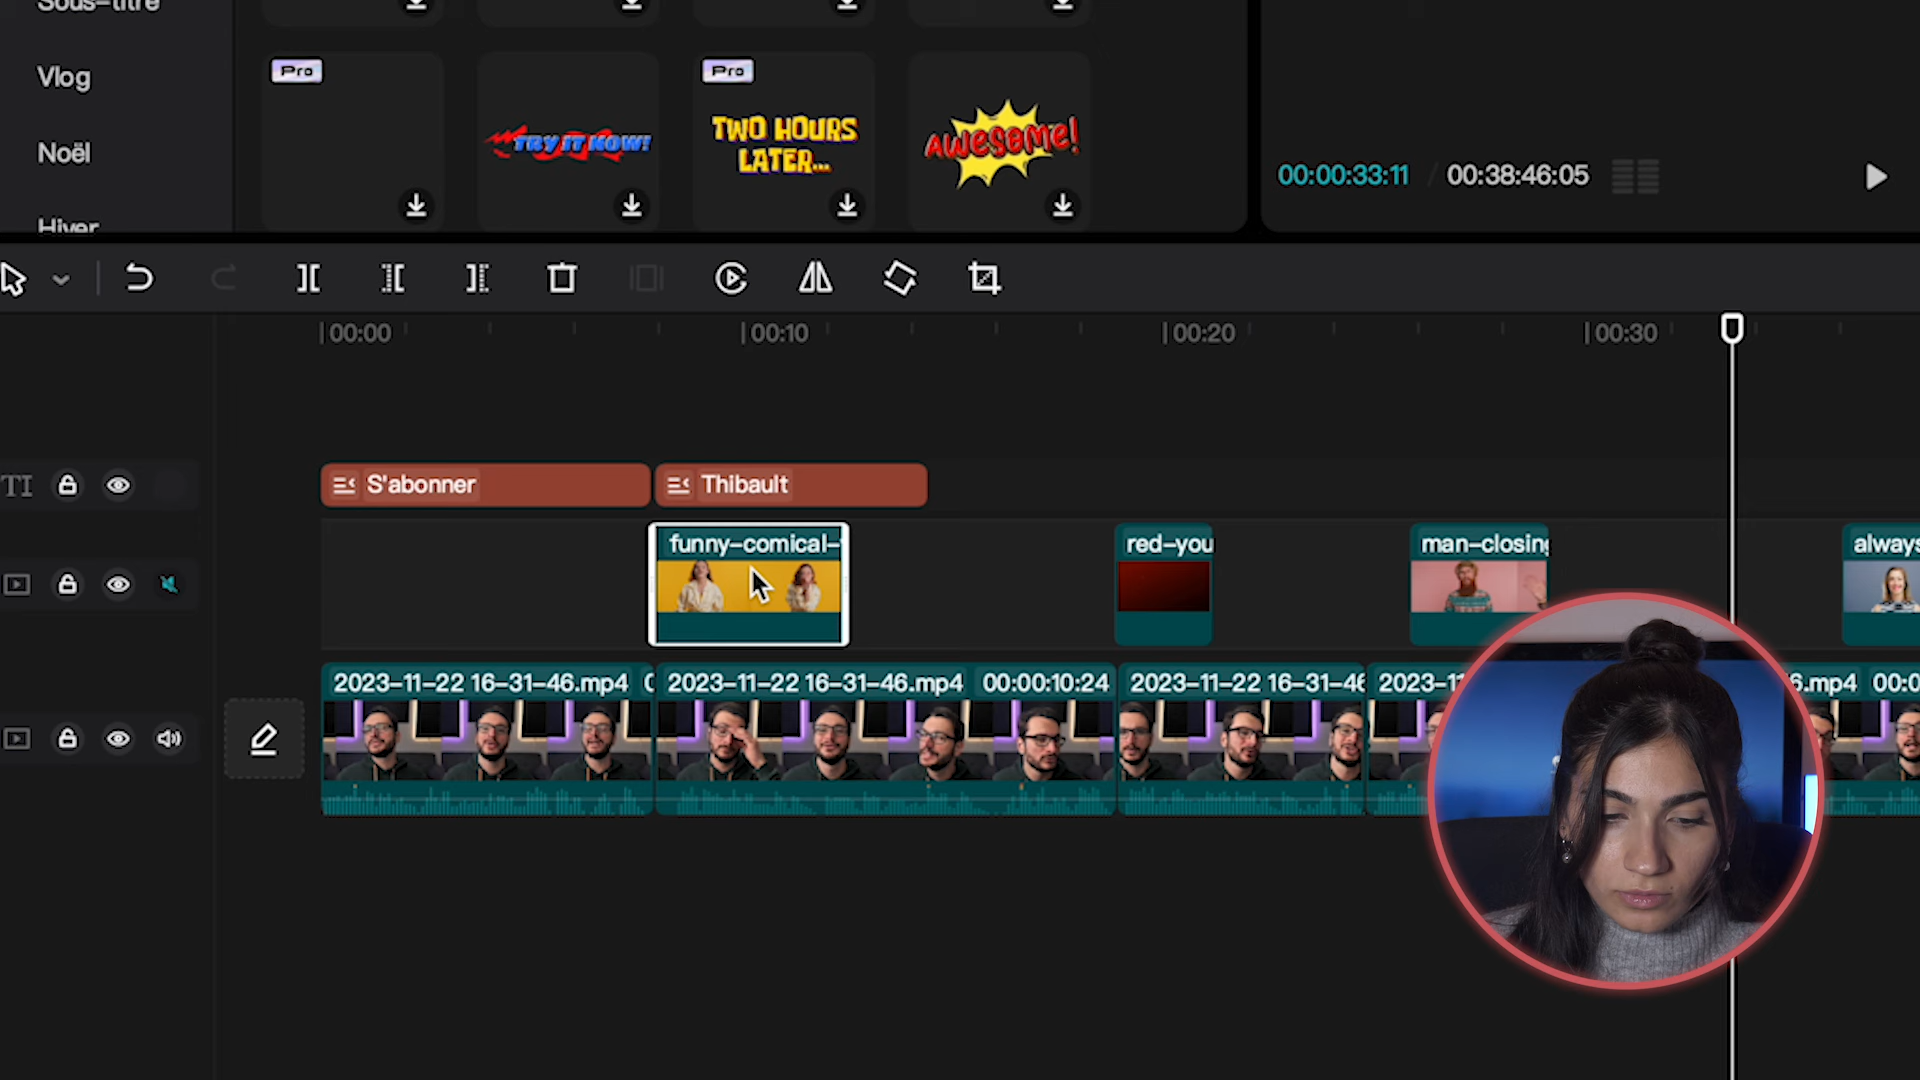 Sous-titre
Vlog
Noël
Hiver
Pro
TRY IT NOW!
Pro
TWO HOURS
LATER...
AWESOME!
00:00:33:11 / 00:38:46:05
00:00
00:10
00:20
00:30
TI
S'abonner
Thibault
funny-comical-
red-you
man-closing
always
2023-11-22 16-31-46.mp4
2023-11-22 16-31-46.mp4 00:00:10:24
2023-11-22 16-31-46
2023-11
6.mp4 00:0